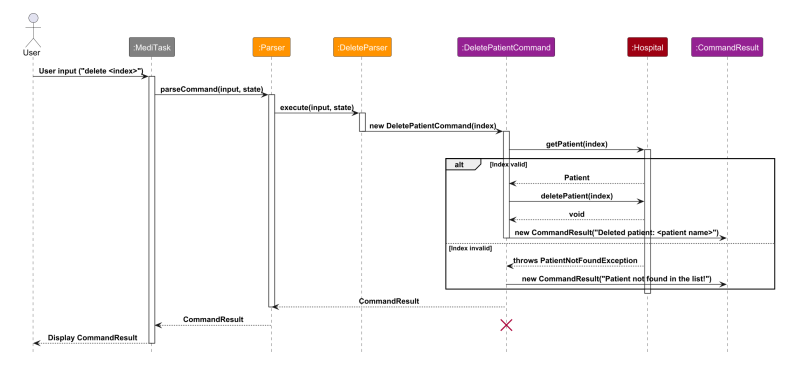 User
:MediTask
:Parser
:DeleteParser
:DeletePatientCommand
:Hospital
:CommandResult
User input ("delete <index>")
parseCommand(input, state)
execute(input, state)
new DeletePatientCommand(index)
getPatient(index)
alt
[Index valid]
Patient
deletePatient(index)
void
new CommandResult("Deleted patient: <patient name>")
[Index invalid]
throws PatientNotFoundException
new CommandResult("Patient not found in the list!")
CommandResult
CommandResult
Display CommandResult